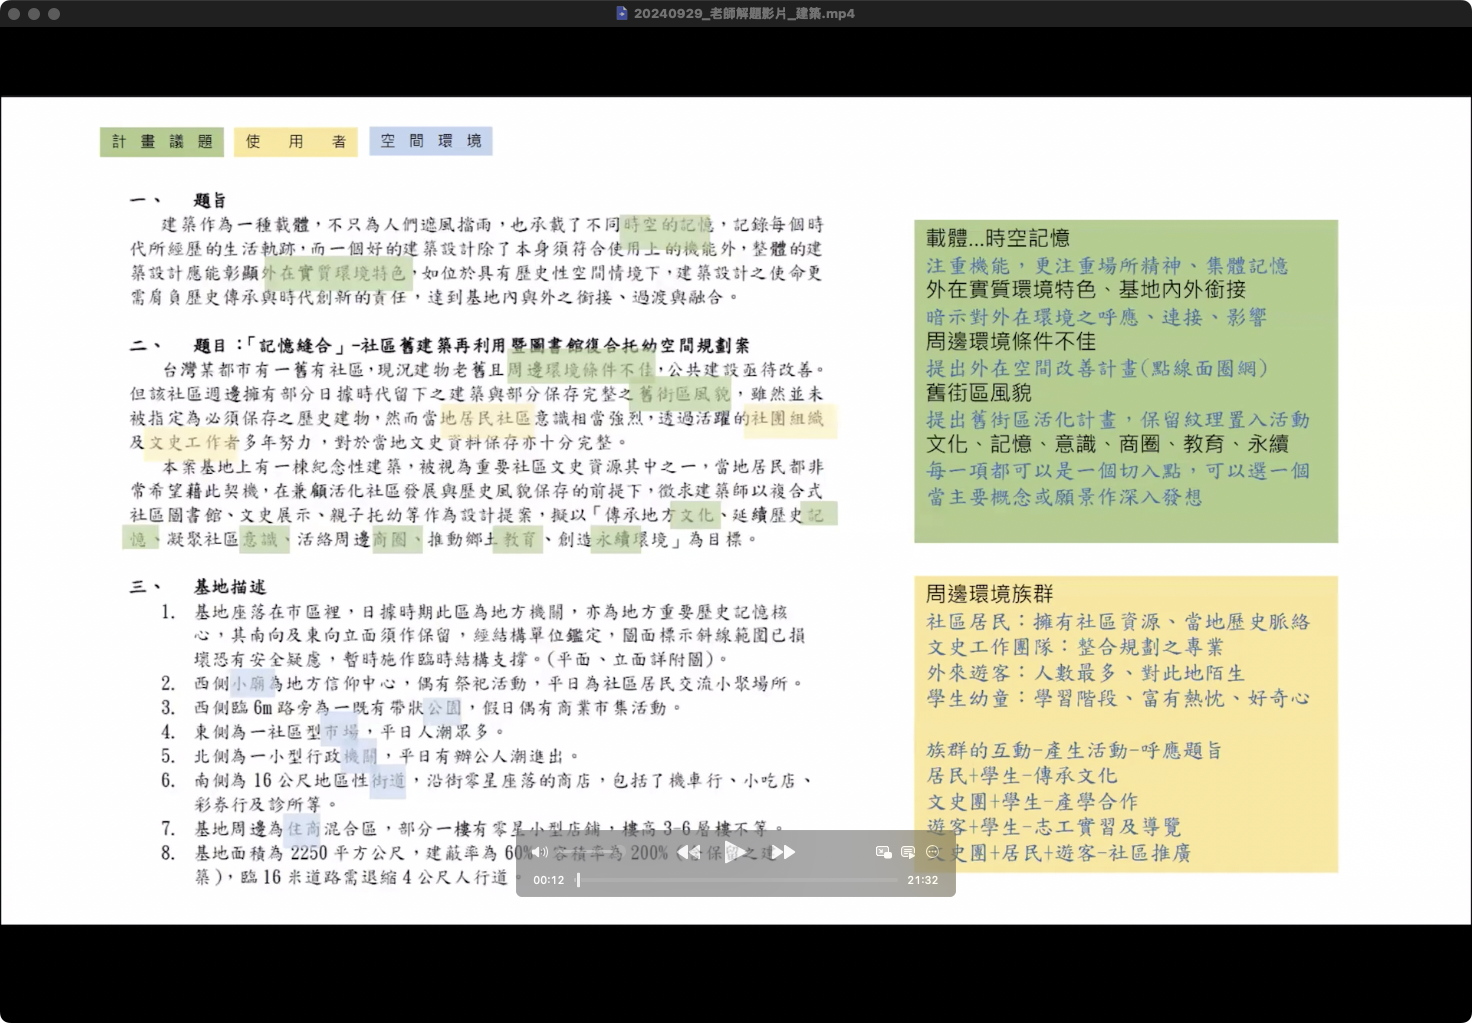 20240929_老師解題影片_建築.mp4
計畫議題 使用者 空間環境
一、 題旨
建築作為一種載體，不只為人們遮風擋雨，也承載了不同時空的記憶，記錄每個時
代所經歷的生活軌跡，而一個好的建築設計除了本身須符合使用上的機能外，整體的建
築設計應能彰顯外在實質環境特色，如位於具有歷史性空間情境下，建築設計之使命更
需肩負歷史傳承與時代創新的責任，達到基地內與外之銜接、過渡與融合。
二、 題目：「記憶縫合」-社區舊建築再利用暨圖書館復合托幼空間規劃案
台灣某都市有一舊有社區，現況建物老舊且周邊環境條件不佳，公共建設亟待改善。
但該社區週邊擁有部分日據時代留下之建築與部分保存完整之舊街區風貌，雖然並未
被指定為必須保存之歷史建物，然而當地居民社區意識相當強烈，透過活躍的社團組織
及文史工作者多年努力，對於當地文史資料保存亦十分完整。
本案基地上有一棟紀念性建築，被視為重要社區文史資源其中之一，當地居民都非
常希望藉此契機，在兼顧活化社區發展與歷史風貌保存的前提下，徵求建築師以複合式
社區圖書館、文史展示、親子托幼等作為設計提案，擬以「傳承地方文化、延續歷史記
憶、凝聚社區意識、活絡周邊商圈、推動鄉土教育、創造永續環境」為目標。
三、 基地描述
1. 基地座落在市區裡，日據時期此區為地方機關，亦為地方重要歷史記憶核
心，其南向及東向立面須作保留，經結構單位鑑定，圖面標示斜線範圍已損
壞恐有安全疑慮，暫時施作臨時結構支撐。(平面、立面詳附圖)。
2. 西側小廟為地方信仰中心，偶有祭祀活動，平日為社區居民交流小聚場所。
3. 西側臨 6m 路旁為一既有帶狀公園，假日偶有商業市集活動。
4. 東側為一社區型市場，平日人潮眾多。
5. 北側為一小型行政機關，平日有辦公人潮進出。
6. 南側為 16 公尺地區性街道，沿街零星座落的商店，包括了機車行、小吃店、
彩券行及診所等。
7. 基地周邊為住商混合區，部分一樓有零星小型店鋪，樓高 3-6 層樓不等。
8. 基地面積為 2250 平方公尺，建蔽率為 60% 容積率為 200% 保留之建
築)，臨 16 米道路需退縮 4 公尺人行道。
載體…時空記憶
注重機能，更注重場所精神、集體記憶
外在實質環境特色、基地內外銜接
暗示對外在環境之呼應、連接、影響
周邊環境條件不佳
提出外在空間改善計畫(點線面圈網)
舊街區風貌
提出舊街區活化計畫，保留紋理置入活動
文化、記憶、意識、商圈、教育、永續
每一項都可以是一個切入點，可以選一個
當主要概念或願景作深入發想
周邊環境族群
社區居民：擁有社區資源、當地歷史脈絡
文史工作團隊：整合規劃之專業
外來遊客：人數最多、對此地陌生
學生幼童：學習階段、富有熱忱、好奇心
族群的互動-產生活動-呼應題旨
居民+學生-傳承文化
文史團+學生-產學合作
遊客+學生-志工實習及導覽
文史團+居民+遊客-社區推廣
00:12 21:32